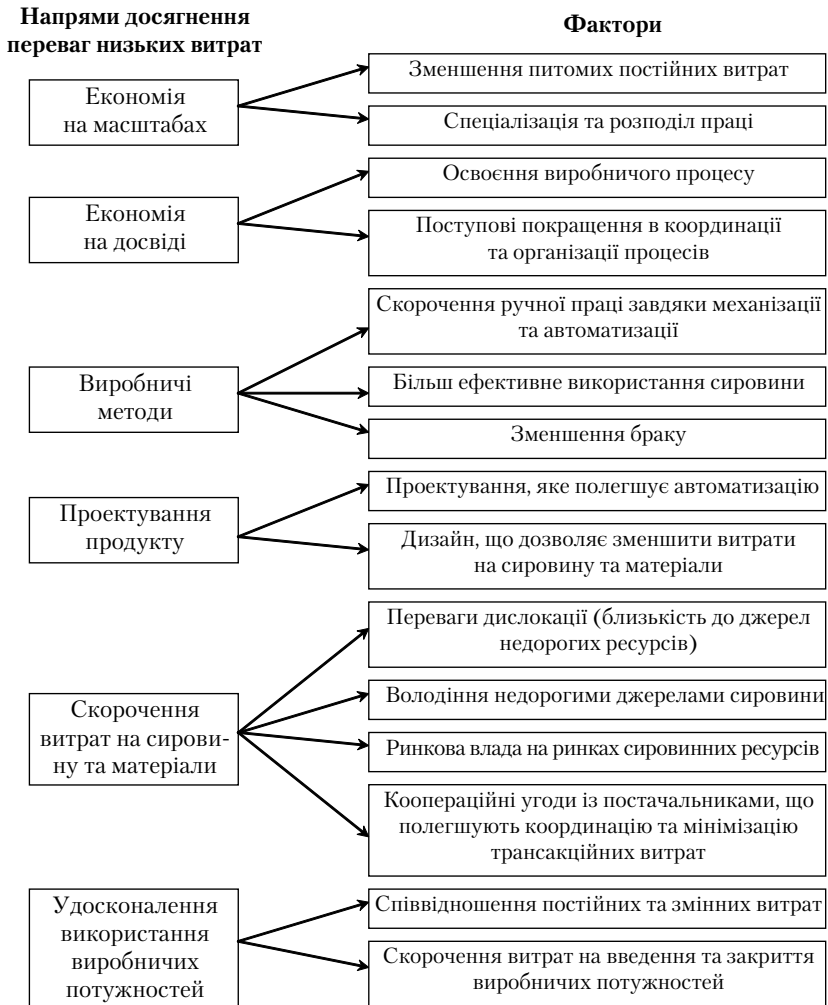 Напрями досягнення
переваг низьких витрат
Фактори
Економія
на масштабах
Зменшення питомих постійних витрат
Спеціалізація та розподіл праці
Економія
на досвіді
Освоєння виробничого процесу
Поступові покращення в координації
та організації процесів
Виробничі
методи
Скорочення ручної праці завдяки механізації
та автоматизації
Більш ефективне використання сировини
Зменшення браку
Проектування
продукту
Проектування, яке полегшує автоматизацію
Дизайн, що дозволяє зменшити витрати
на сировину та матеріали
Скорочення
витрат на сирови-
ну та матеріали
Переваги дислокації (близькість до джерел
недорогих ресурсів)
Володіння недорогими джерелами сировини
Ринкова влада на ринках сировинних ресурсів
Коопераційні угоди із постачальниками, що
полегшують координацію та мінімізацію
трансакційних витрат
Удосконалення
використання
виробничих
потужностей
Співвідношення постійних та змінних витрат
Скорочення витрат на введення та закриття
виробничих потужностей